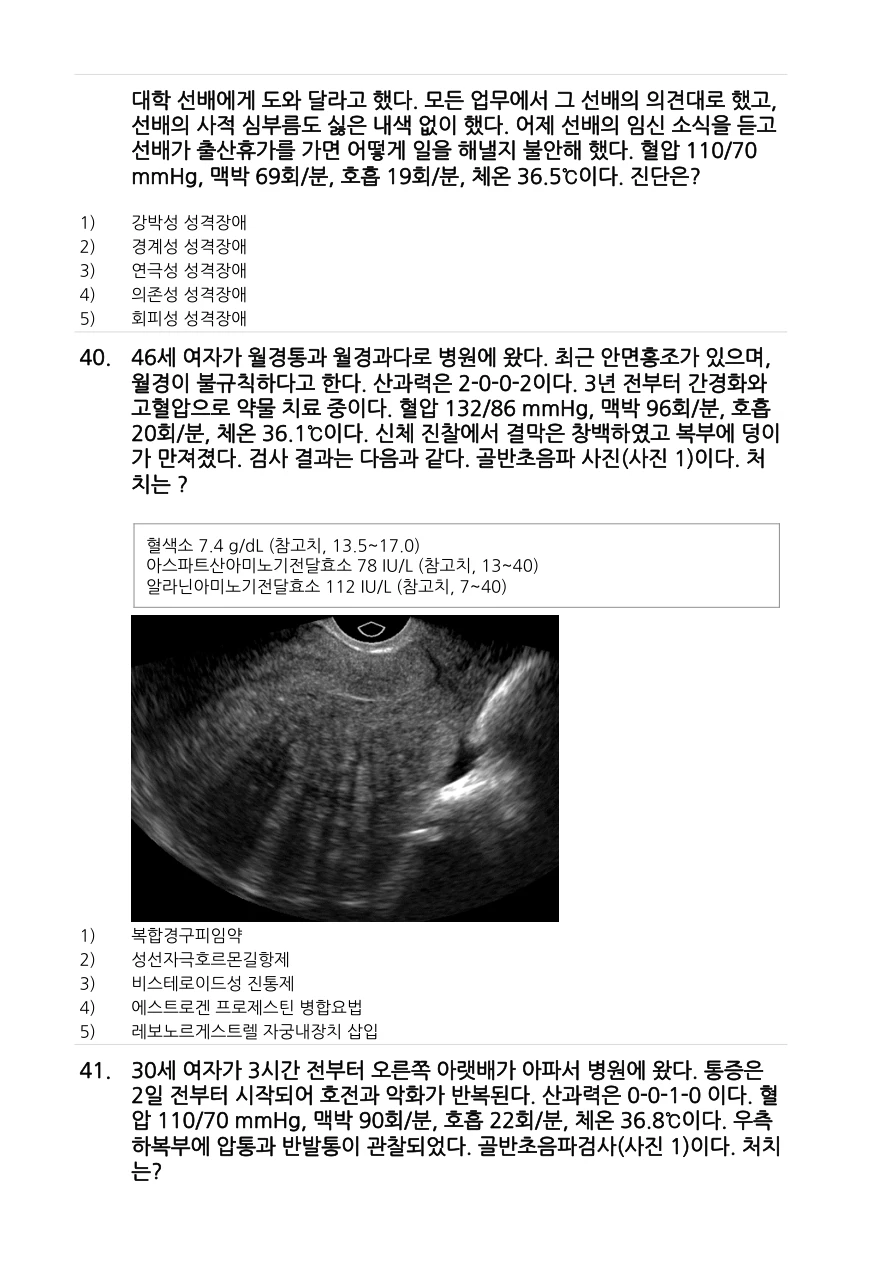 대학 선배에게 도와 달라고 했다. 모든 업무에서 그 선배의 의견대로 했고,
선배의 사적 심부름도 싫은 내색 없이 했다. 어제 선배의 임신 소식을 듣고
선배가 출산휴가를 가면 어떻게 일을 해낼지 불안해 했다. 혈압 110/70
mmHg, 맥박 69회/분, 호흡 19회/분, 체온 36.5℃이다. 진단은?
1) 강박성 성격장애
2) 경계성 성격장애
3) 연극성 성격장애
4) 의존성 성격장애
5) 회피성 성격장애
40. 46세 여자가 월경통과 월경과다로 병원에 왔다. 최근 안면홍조가 있으며,
월경이 불규칙하다고 한다. 산과력은 2-0-0-2이다. 3년 전부터 간경화와
고혈압으로 약물 치료 중이다. 혈압 132/86 mmHg, 맥박 96회/분, 호흡
20회/분, 체온 36.1℃이다. 신체 진찰에서 결막은 창백하였고 복부에 덩이
가 만져졌다. 검사 결과는 다음과 같다. 골반초음파 사진(사진 1)이다. 처
치는 ?
혈색소 7.4 g/dL (참고치, 13.5~17.0)
아스파트산아미노기전달효소 78 IU/L (참고치, 13~40)
알라닌아미노기전달효소 112 IU/L (참고치, 7~40)
1) 복합경구피임약
2) 성선자극호르몬길항제
3) 비스테로이드성 진통제
4) 에스트로겐 프로제스틴 병합요법
5) 레보노르게스트렐 자궁내장치 삽입
41. 30세 여자가 3시간 전부터 오른쪽 아랫배가 아파서 병원에 왔다. 통증은
2일 전부터 시작되어 호전과 악화가 반복된다. 산과력은 0-0-1-0 이다. 혈
압 110/70 mmHg, 맥박 90회/분, 호흡 22회/분, 체온 36.8℃이다. 우측
하복부에 압통과 반발통이 관찰되었다. 골반초음파검사(사진 1)이다. 처치
는?